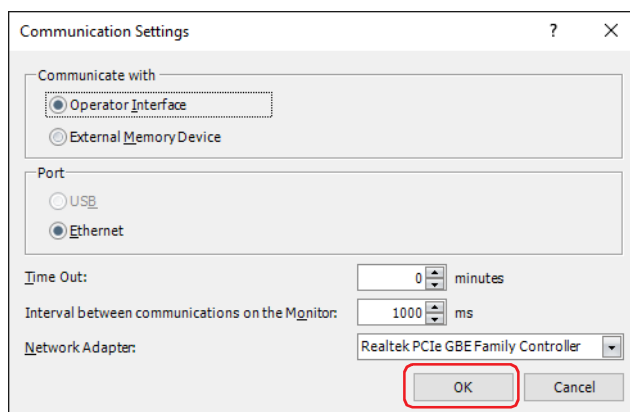 Communication Settings ?
Communicate with
Operator Interface
External Memory Device
Port
USB
Ethernet
Time Out: 0 minutes
Interval between communications on the Monitor: 1000 ms
Network Adapter: Realtek PCIe GBE Family Controller
OK Cancel